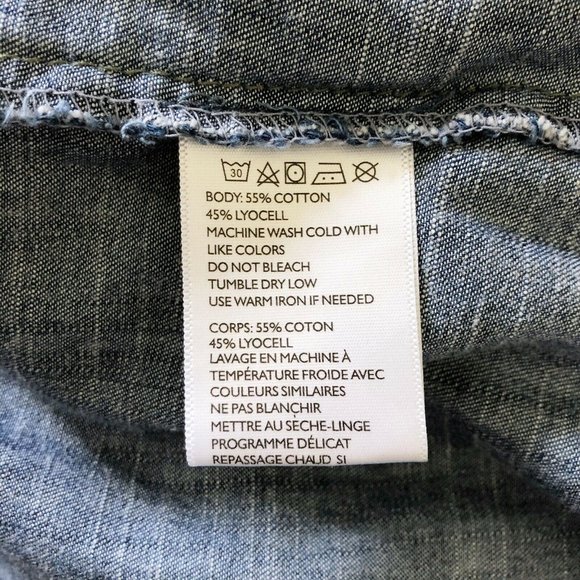 30
BODY: 55% COTTON
45% LYOCELL
MACHINE WASH COLD WITH
LIKE COLORS
DO NOT BLEACH
TUMBLE DRY LOW
USE WARM IRON IF NEEDED
CORPS: 55% COTON
45% LYOCELL
LAVAGE EN MACHINE À
TEMPÉRATURE FROIDE AVEC
COULEURS SIMILAIRES
NE PAS BLANÇHIR
METTRE AU SÈCHE-LINGE
PROGRAMME DÉLICAT
REPASSAGE CHAUD SI